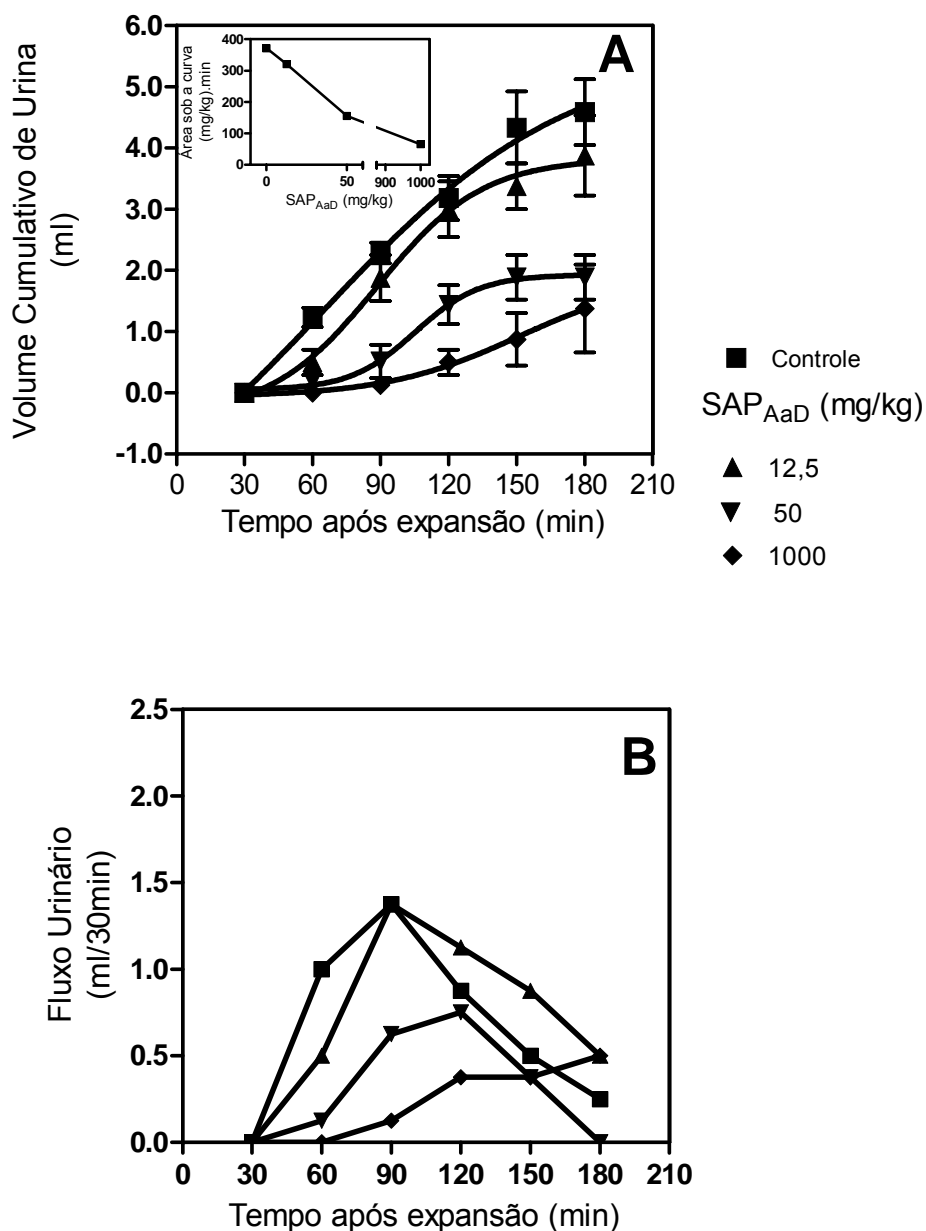 A
Volume Cumulativo de Urina
(ml)
6.0
5.0
4.0
3.0
2.0
1.0
0.0
-1.0
0 30 60 90 120 150 180 210
Tempo após expansão (min)
Área sob a curva
(mg/kg).min
400
300
200
100
0
0 50 900 1000
SAPAaD (mg/kg)
Controle
SAPAaD (mg/kg)
12,5
50
1000
B
Fluxo Urinário
(ml/30min)
2.5
2.0
1.5
1.0
0.5
0.0
0 30 60 90 120 150 180 210
Tempo após expansão (min)